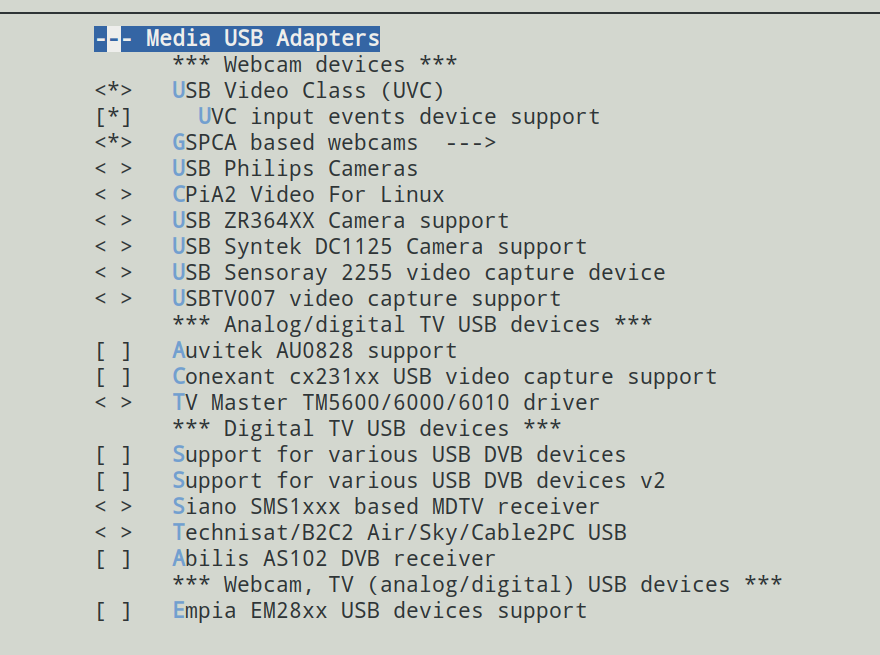 --- Media USB Adapters
*** Webcam devices ***
<*> USB Video Class (UVC)
[*] UVC input events device support
<*> GSPCA based webcams --->
< > USB Philips Cameras
< > CPiA2 Video For Linux
< > USB ZR364XX Camera support
< > USB Syntek DC1125 Camera support
< > USB Sensoray 2255 video capture device
< > USBTV007 video capture support
*** Analog/digital TV USB devices ***
[ ] Auvitek AU0828 support
[ ] Conexant cx231xx USB video capture support
< > TV Master TM5600/6000/6010 driver
*** Digital TV USB devices ***
[ ] Support for various USB DVB devices
[ ] Support for various USB DVB devices v2
< > Siano SMS1xxx based MDTV receiver
< > Technisat/B2C2 Air/Sky/Cable2PC USB
[ ] Abilis AS102 DVB receiver
*** Webcam, TV (analog/digital) USB devices ***
[ ] Empia EM28xx USB devices support